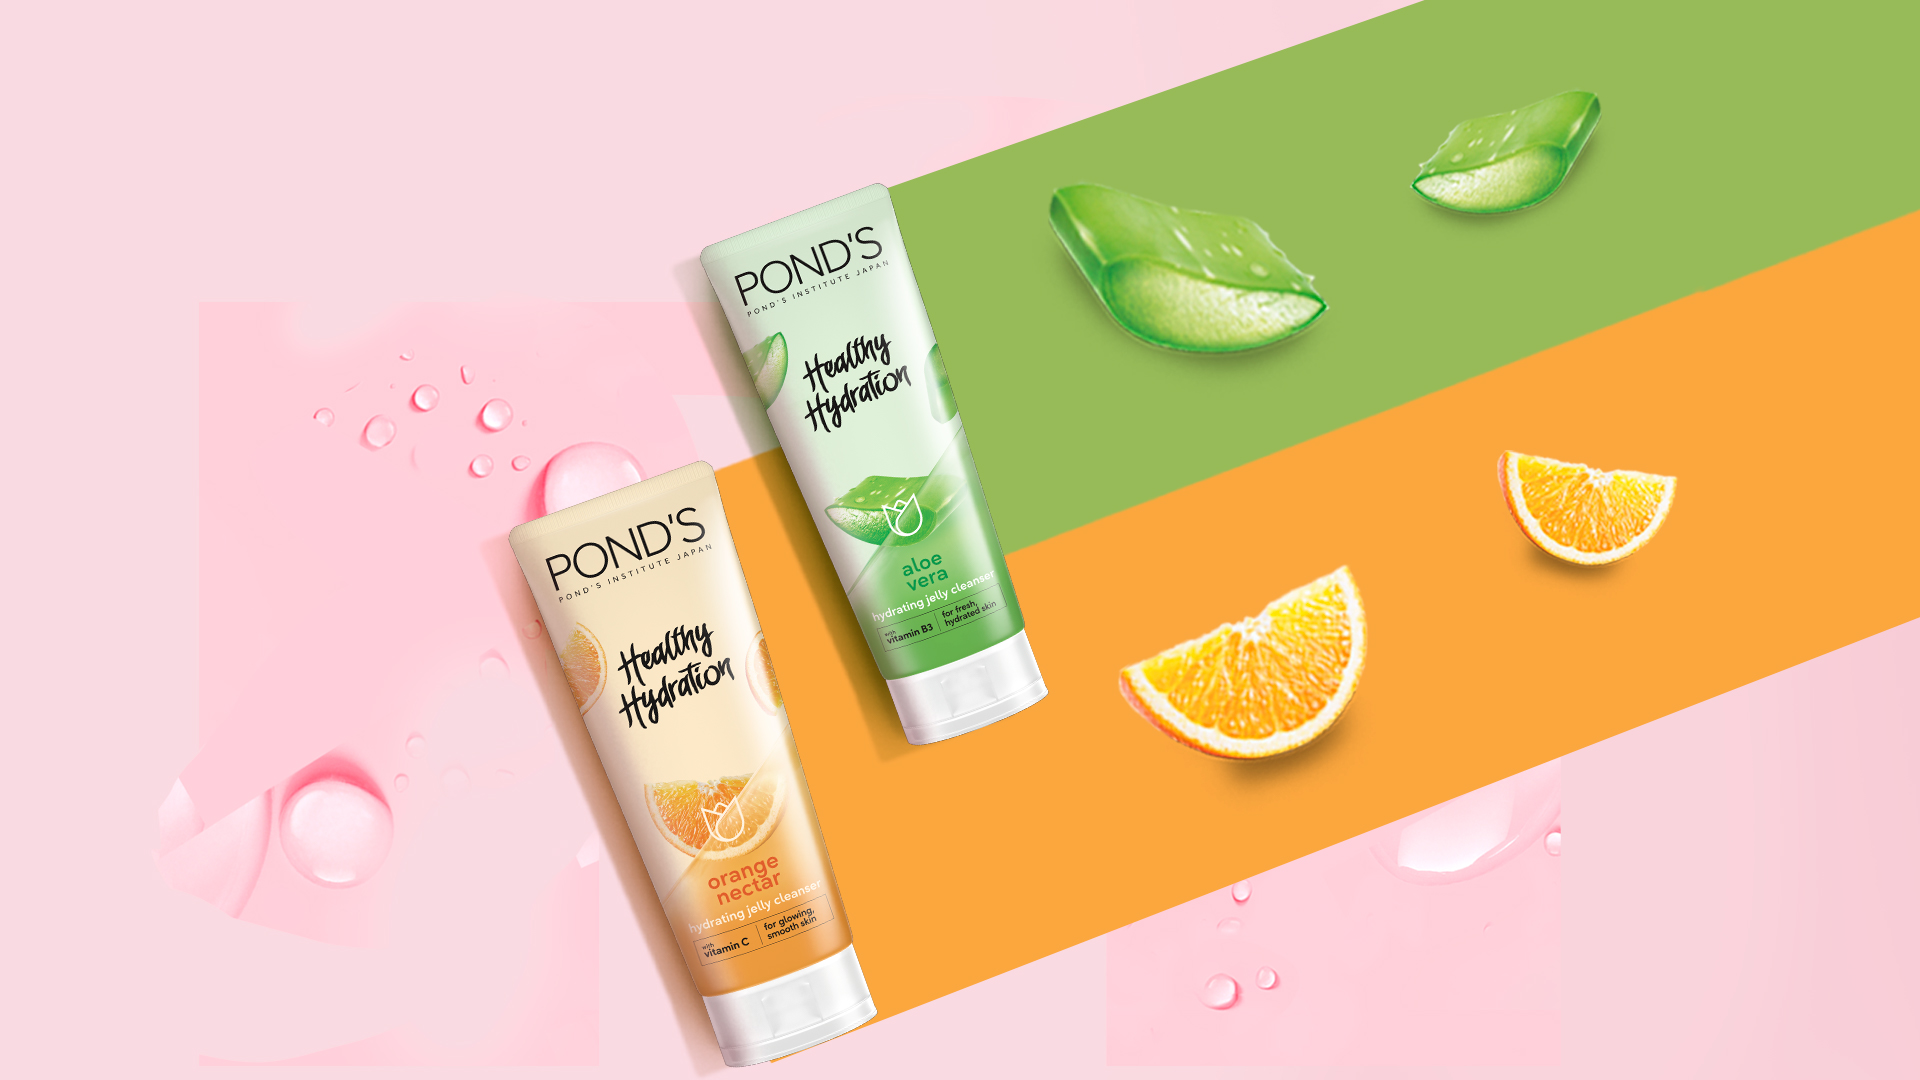 POND'S
POND'S INSTITUTE JAPAN
Healthy
Hydration
aloe
vera
hydrating jelly cleanser
with
vitamin B3
for fresh,
hydrated skin
POND'S
POND'S INSTITUTE JAPAN
Healthy
Hydration
orange
nectar
hydrating jelly cleanser
with
vitamin C
for glowing,
smooth skin